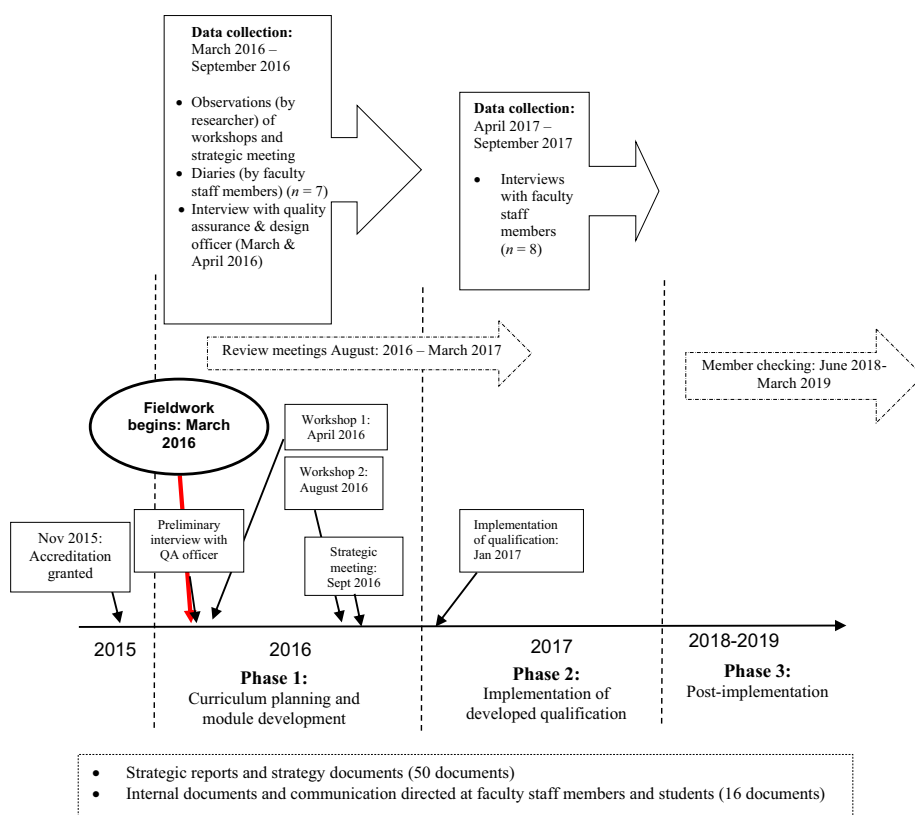 Data collection:
March 2016 –
September 2016
• Observations (by
researcher) of
workshops and
strategic meeting
• Diaries (by faculty
staff members) (n = 7)
• Interview with quality
assurance & design
officer (March &
April 2016)
Data collection:
April 2017 –
September 2017
• Interviews
with faculty
staff
members
(n = 8)
Review meetings August: 2016 – March 2017
Member checking: June 2018-
March 2019
Fieldwork
begins: March
2016
Workshop 1:
April 2016
Workshop 2:
August 2016
Nov 2015:
Accreditation
granted
Preliminary
interview with
QA officer
Strategic
meeting:
Sept 2016
Implementation
of qualification:
Jan 2017
2015
2016
2017
2018-2019
Phase 1:
Curriculum planning and
module development
Phase 2:
Implementation of
developed qualification
Phase 3:
Post-implementation
• Strategic reports and strategy documents (50 documents)
• Internal documents and communication directed at faculty staff members and students (16 documents)